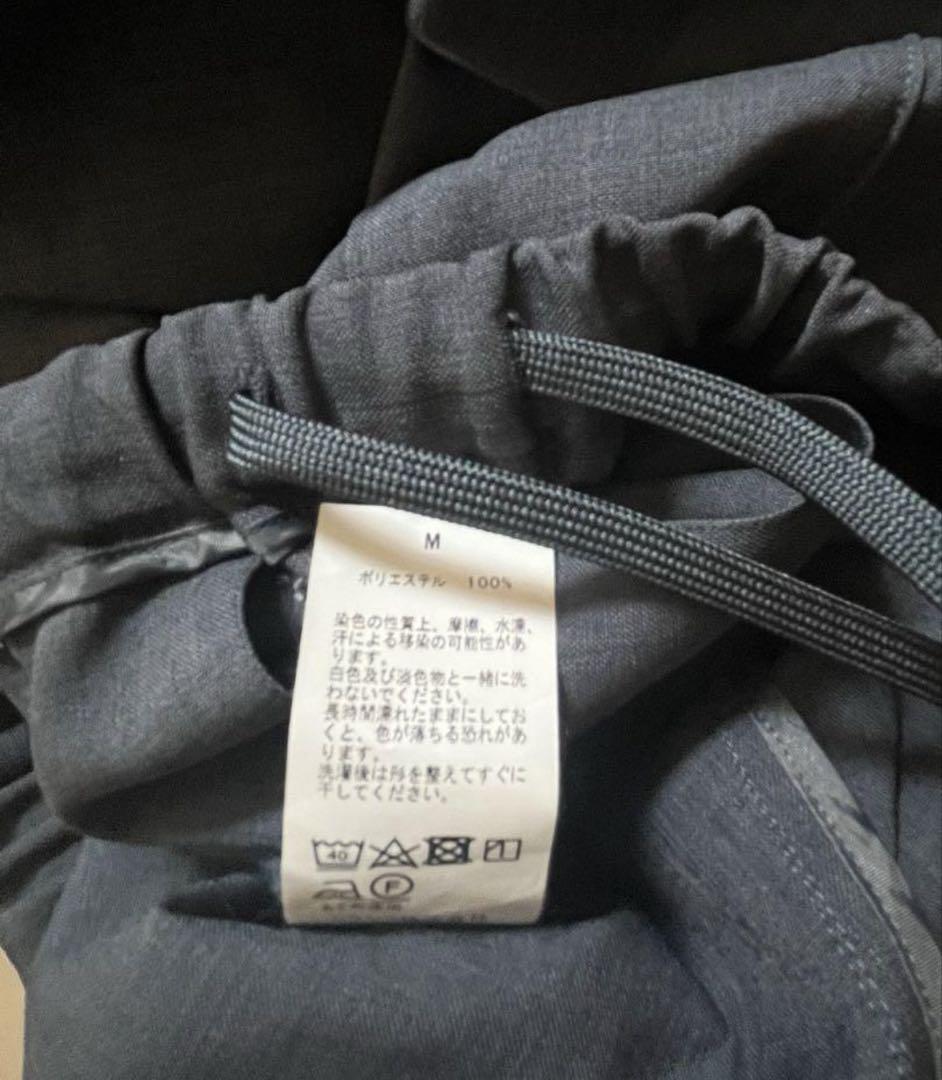 M
ポリエステル 100%
染色の性質上、摩擦、水濡、
汗による移染の可能性があ
ります。
白色及び淡色物と一緒に洗
わないでください。
長時間濡れたままにしてお
くと、色が落ちる恐れがあ
ります。
洗濯後は形を整えてすぐに
干してください。
40
F